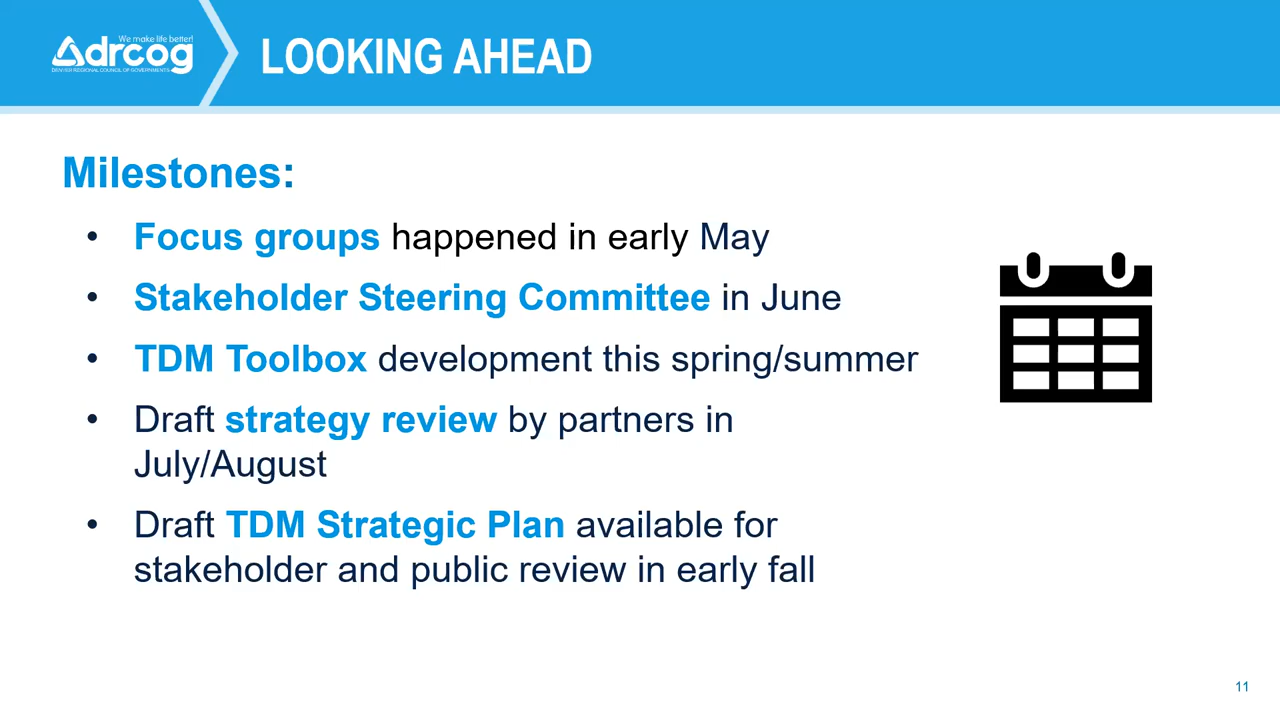 We make life better!
drcog
DENVER REGIONAL COUNCIL OF GOVERNMENTS
LOOKING AHEAD
Milestones:
• Focus groups happened in early May
• Stakeholder Steering Committee in June
• TDM Toolbox development this spring/summer
• Draft strategy review by partners in
July/August
• Draft TDM Strategic Plan available for
stakeholder and public review in early fall
11